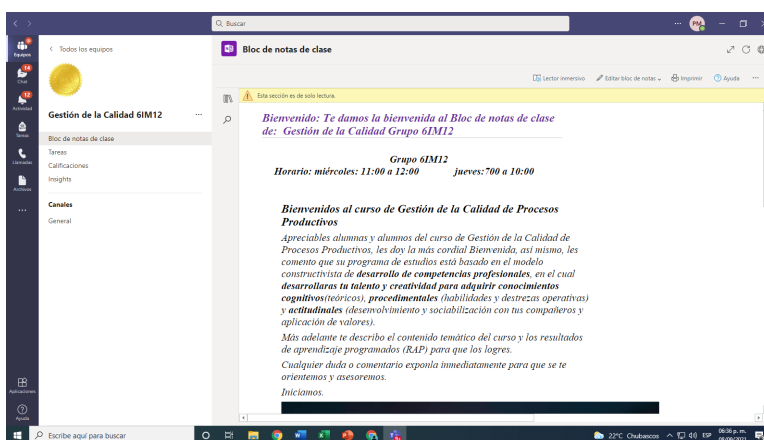 Buscar
PM
Equipos
Chat
Actividad
Tareas
Llamadas
Archivos
Aplicaciones
Ayuda
Todos los equipos
Gestión de la Calidad 6IM12
Bloc de notas de clase
Tareas
Calificaciones
Insights
Canales
General
Bloc de notas de clase
Lector inmersivo
Editar bloc de notas
Imprimir
Ayuda
Esta sección es de solo lectura.
Bienvenido: Te damos la bienvenida al Bloc de notas de clase
de: Gestión de la Calidad Grupo 6IM12
Grupo 6IM12
Horario: miércoles: 11:00 a 12:00 jueves:700 a 10:00
Bienvenidos al curso de Gestión de la Calidad de Procesos
Productivos
Apreciables alumnas y alumnos del curso de Gestión de la Calidad de
Procesos Productivos, les doy la más cordial Bienvenida, así mismo, les
comento que su programa de estudios está basado en el modelo
constructivista de desarrollo de competencias profesionales, en el cual
desarrollaras tu talento y creatividad para adquirir conocimientos
cognitivos(teóricos), procedimentales (habilidades y destrezas operativas)
y actitudinales (desenvolvimiento y sociabilización con tus compañeros y
aplicación de valores).
Más adelante te describo el contenido temático del curso y los resultados
de aprendizaje programados (RAP) para que los logres.
Cualquier duda o comentario exponla inmediatamente para que se te
orientemos y asesoremos.
Iniciamos.
Escribe aquí para buscar
22°C Chubascos
ESP
06:36 p. m.